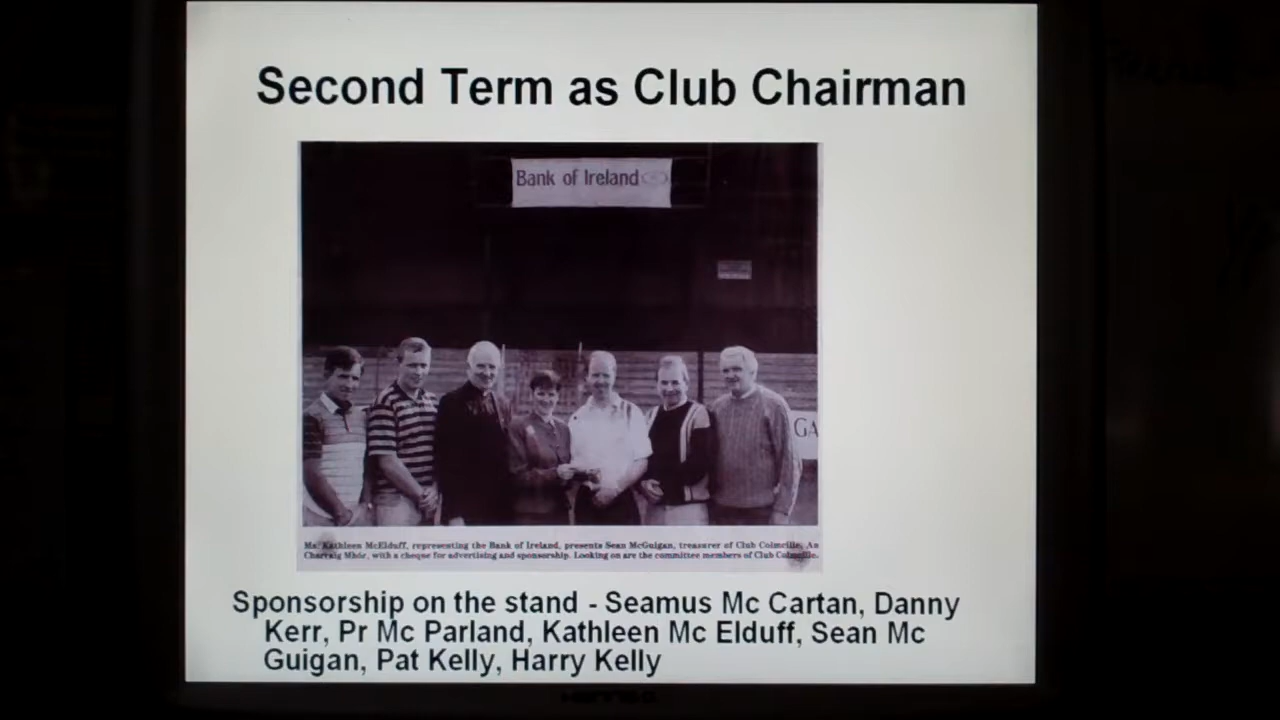 Second Term as Club Chairman
Bank of Ireland
GA
Ms. Kathleen McElduff, representing the Bank of Ireland, presents Sean McGuigan, treasurer of Club Colmcille, An
Charraig Mhór, with a cheque for advertising and sponsorship. Looking on are the committee members of Club Colmcille.
Sponsorship on the stand - Seamus Mc Cartan, Danny
Kerr, Pr Mc Parland, Kathleen Mc Elduff, Sean Mc
Guigan, Pat Kelly, Harry Kelly